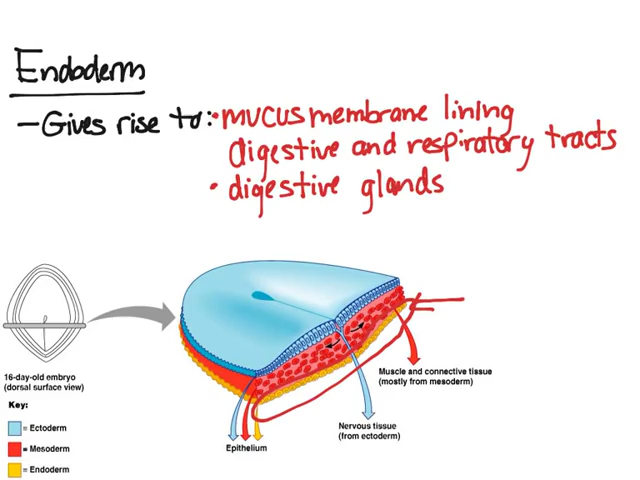 Endoderm
– Gives rise to: • mucus membrane lining
digestive and respiratory tracts
• digestive glands
16-day-old embryo
(dorsal surface view)
Key:
= Ectoderm
= Mesoderm
= Endoderm
Epithelium
Nervous tissue
(from ectoderm)
Muscle and connective tissue
(mostly from mesoderm)